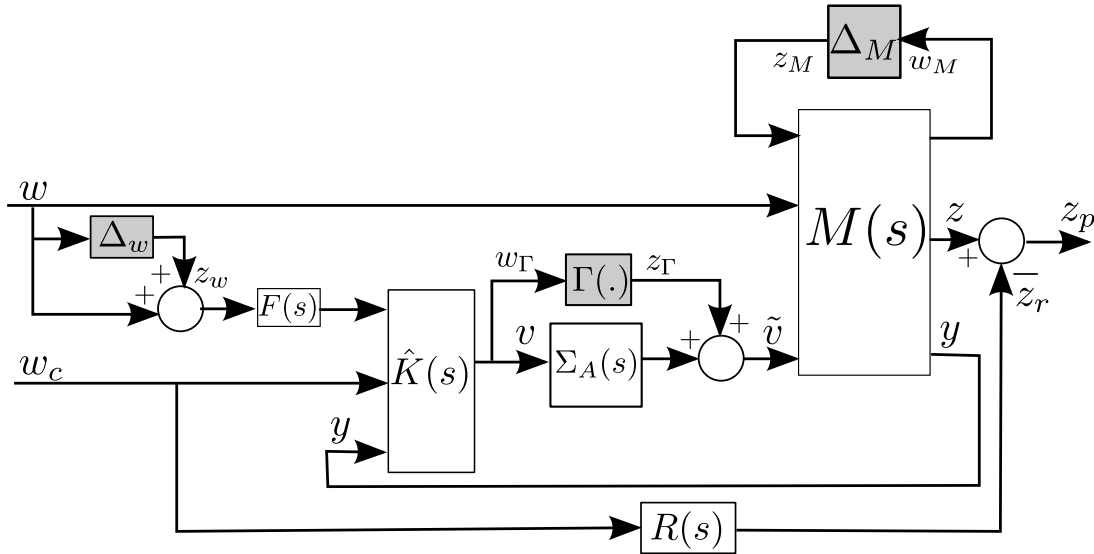 Δ_M
z_M
w_M
w
Δ_w
+
z_w
+
F(s)
w_Γ
Γ(.)
z_Γ
M(s)
z
+
z_p
−
z_r
w_c
K̂(s)
v
Σ_A(s)
+
+
ṽ
y
y
R(s)